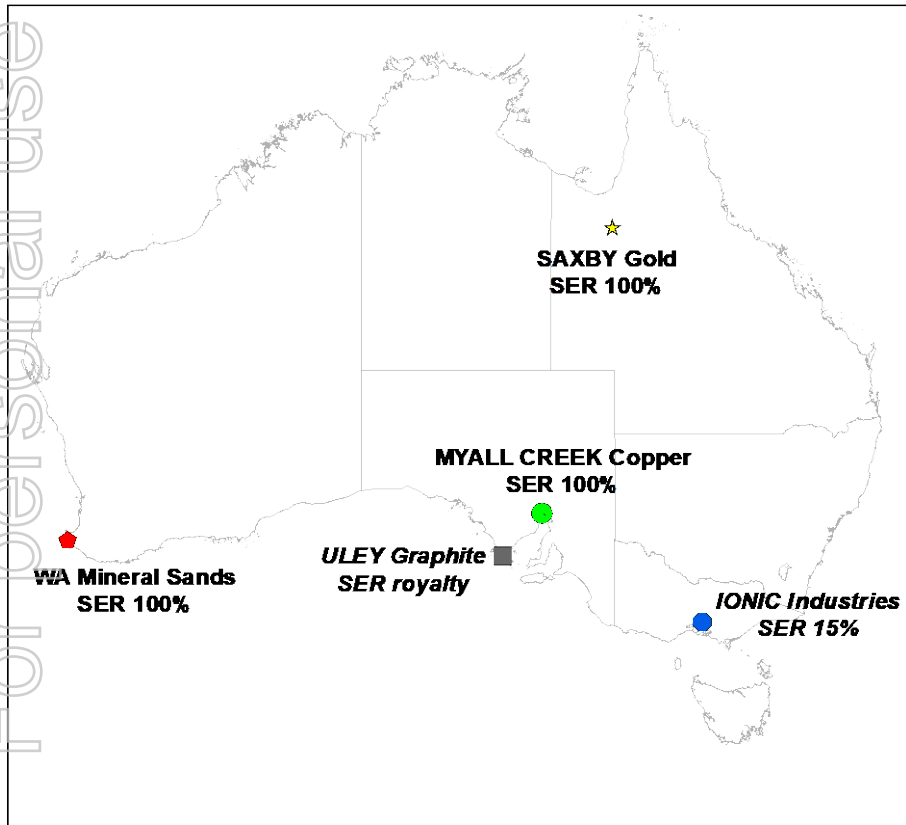 For personal use
SAXBY Gold
SER 100%
MYALL CREEK Copper
SER 100%
ULEY Graphite
SER royalty
WA Mineral Sands
SER 100%
IONIC Industries
SER 15%